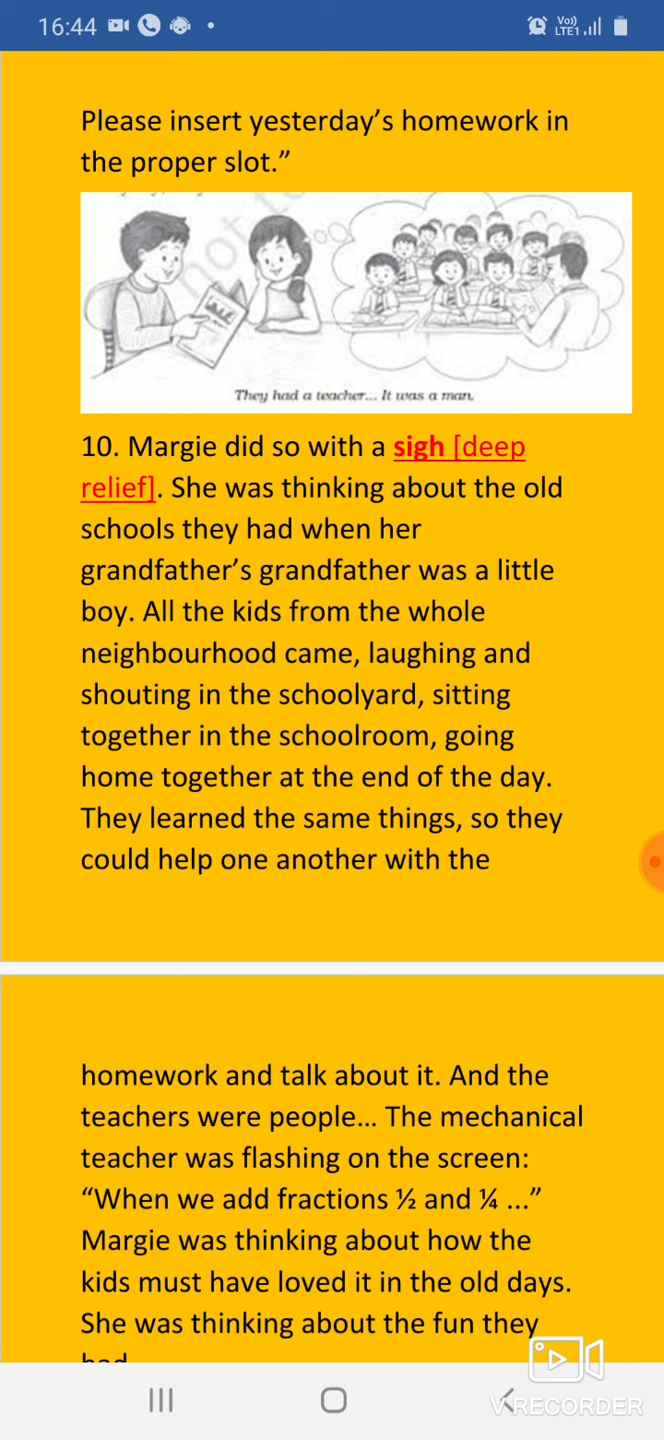 16:44
Vo))
LTE1
Please insert yesterday’s homework in
the proper slot.”
not to
They had a teacher... It was a man.
10. Margie did so with a sigh [deep
relief]. She was thinking about the old
schools they had when her
grandfather’s grandfather was a little
boy. All the kids from the whole
neighbourhood came, laughing and
shouting in the schoolyard, sitting
together in the schoolroom, going
home together at the end of the day.
They learned the same things, so they
could help one another with the
homework and talk about it. And the
teachers were people... The mechanical
teacher was flashing on the screen:
“When we add fractions ½ and ¼ ...”
Margie was thinking about how the
kids must have loved it in the old days.
She was thinking about the fun they
had
V RECORDER